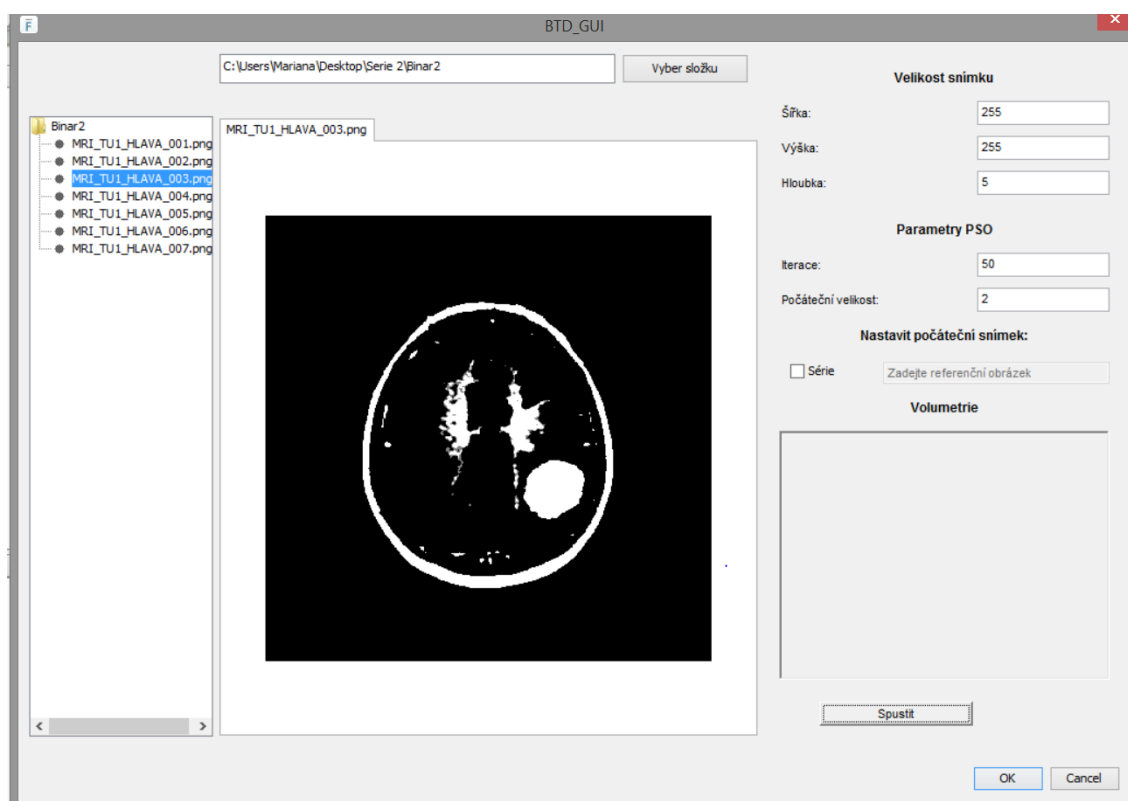 BTD_GUI
C:\Users\Mariana\Desktop\Serie 2\Binar2
Vyber složku
Binar2
MRI_TU1_HLAVA_001.png
MRI_TU1_HLAVA_002.png
MRI_TU1_HLAVA_003.png
MRI_TU1_HLAVA_004.png
MRI_TU1_HLAVA_005.png
MRI_TU1_HLAVA_006.png
MRI_TU1_HLAVA_007.png
MRI_TU1_HLAVA_003.png
Velikost snímku
Šířka: 255
Výška: 255
Hloubka: 5
Parametry PSO
Iterace: 50
Počáteční velikost: 2
Nastavit počáteční snímek:
Série Zadejte referenční obrázek
Volumetrie
Spustit
OK Cancel